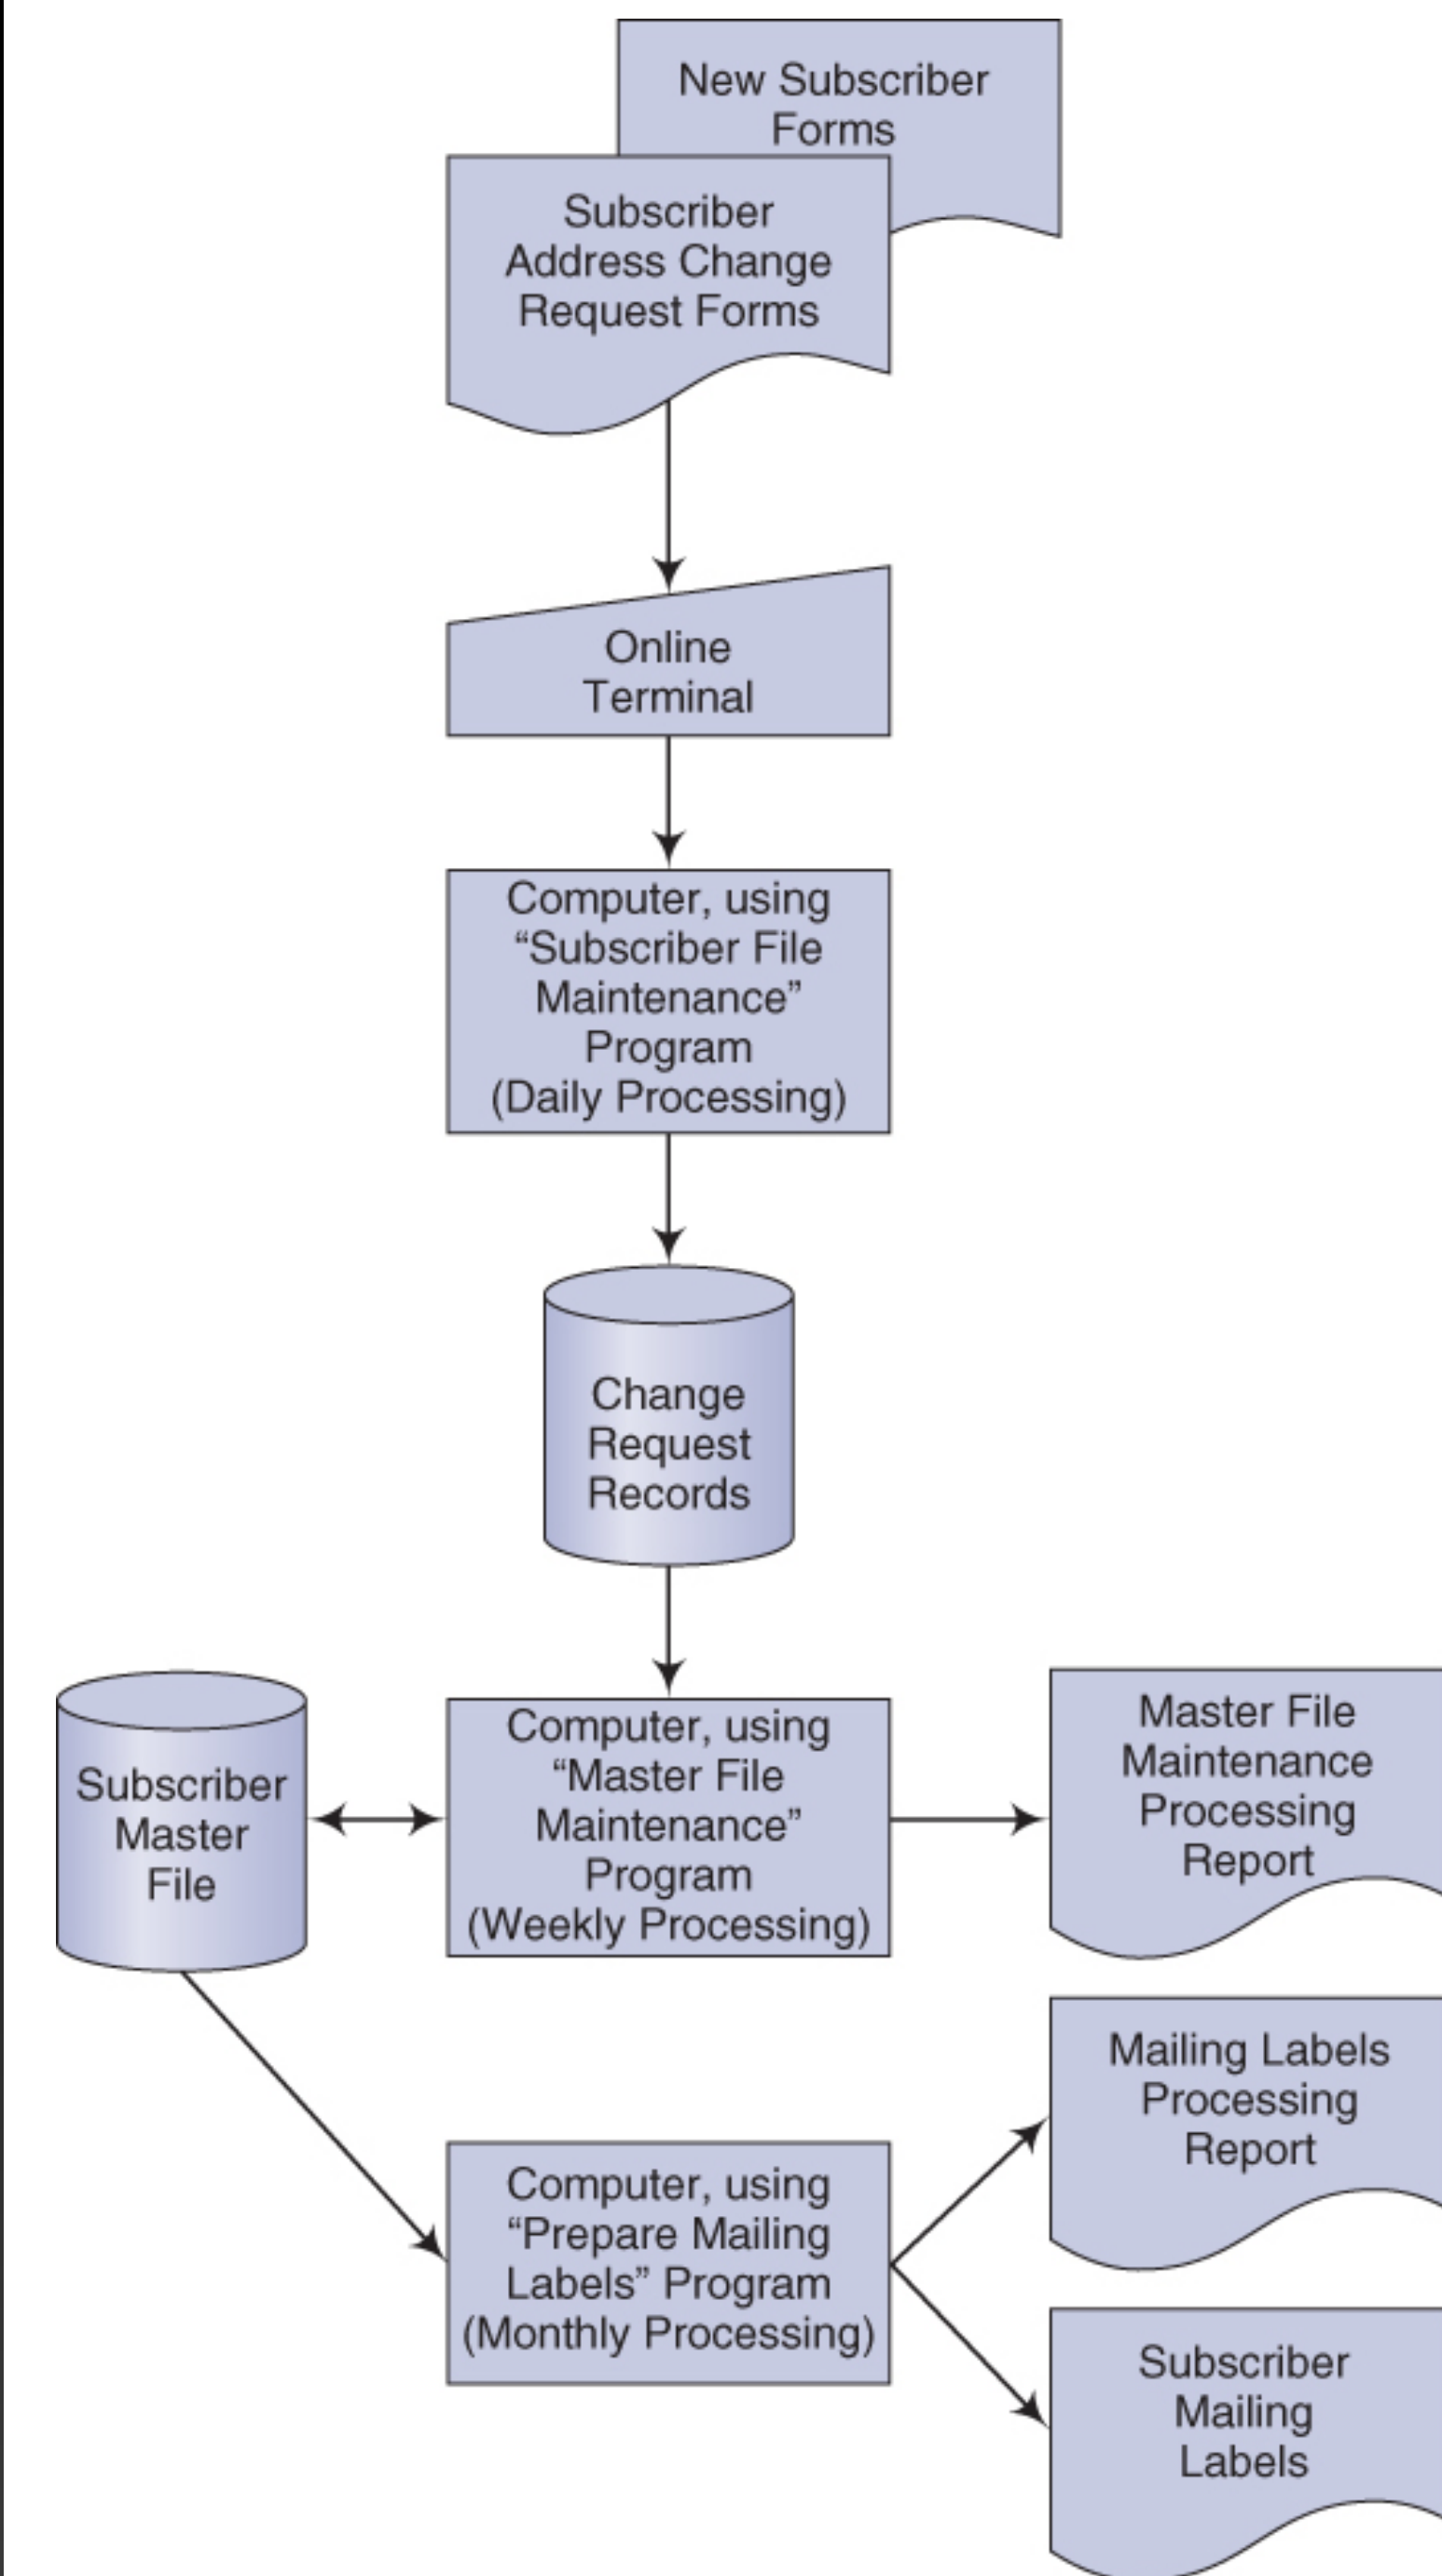 New Subscriber
Forms
Subscriber
Address Change
Request Forms
Online
Terminal
Computer, using
“Subscriber File
Maintenance”
Program
(Daily Processing)
Change
Request
Records
Subscriber
Master
File
Computer, using
“Master File
Maintenance”
Program
(Weekly Processing)
Master File
Maintenance
Processing
Report
Mailing Labels
Processing
Report
Computer, using
“Prepare Mailing
Labels” Program
(Monthly Processing)
Subscriber
Mailing
Labels